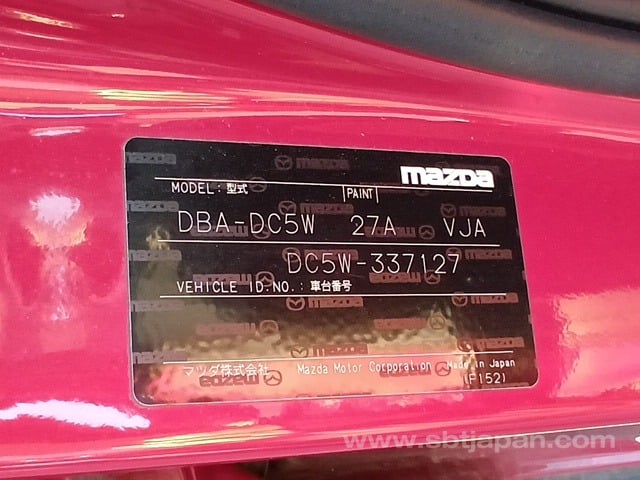 mazda
MODEL: 型式 PAINT
DBA-DC5W 27A VJA
DC5W-337127
VEHICLE ID.NO.: 車台番号
マツダ株式会社 Mazda Motor Corporation Made in Japan
(F152)
www.sbtjapan.com